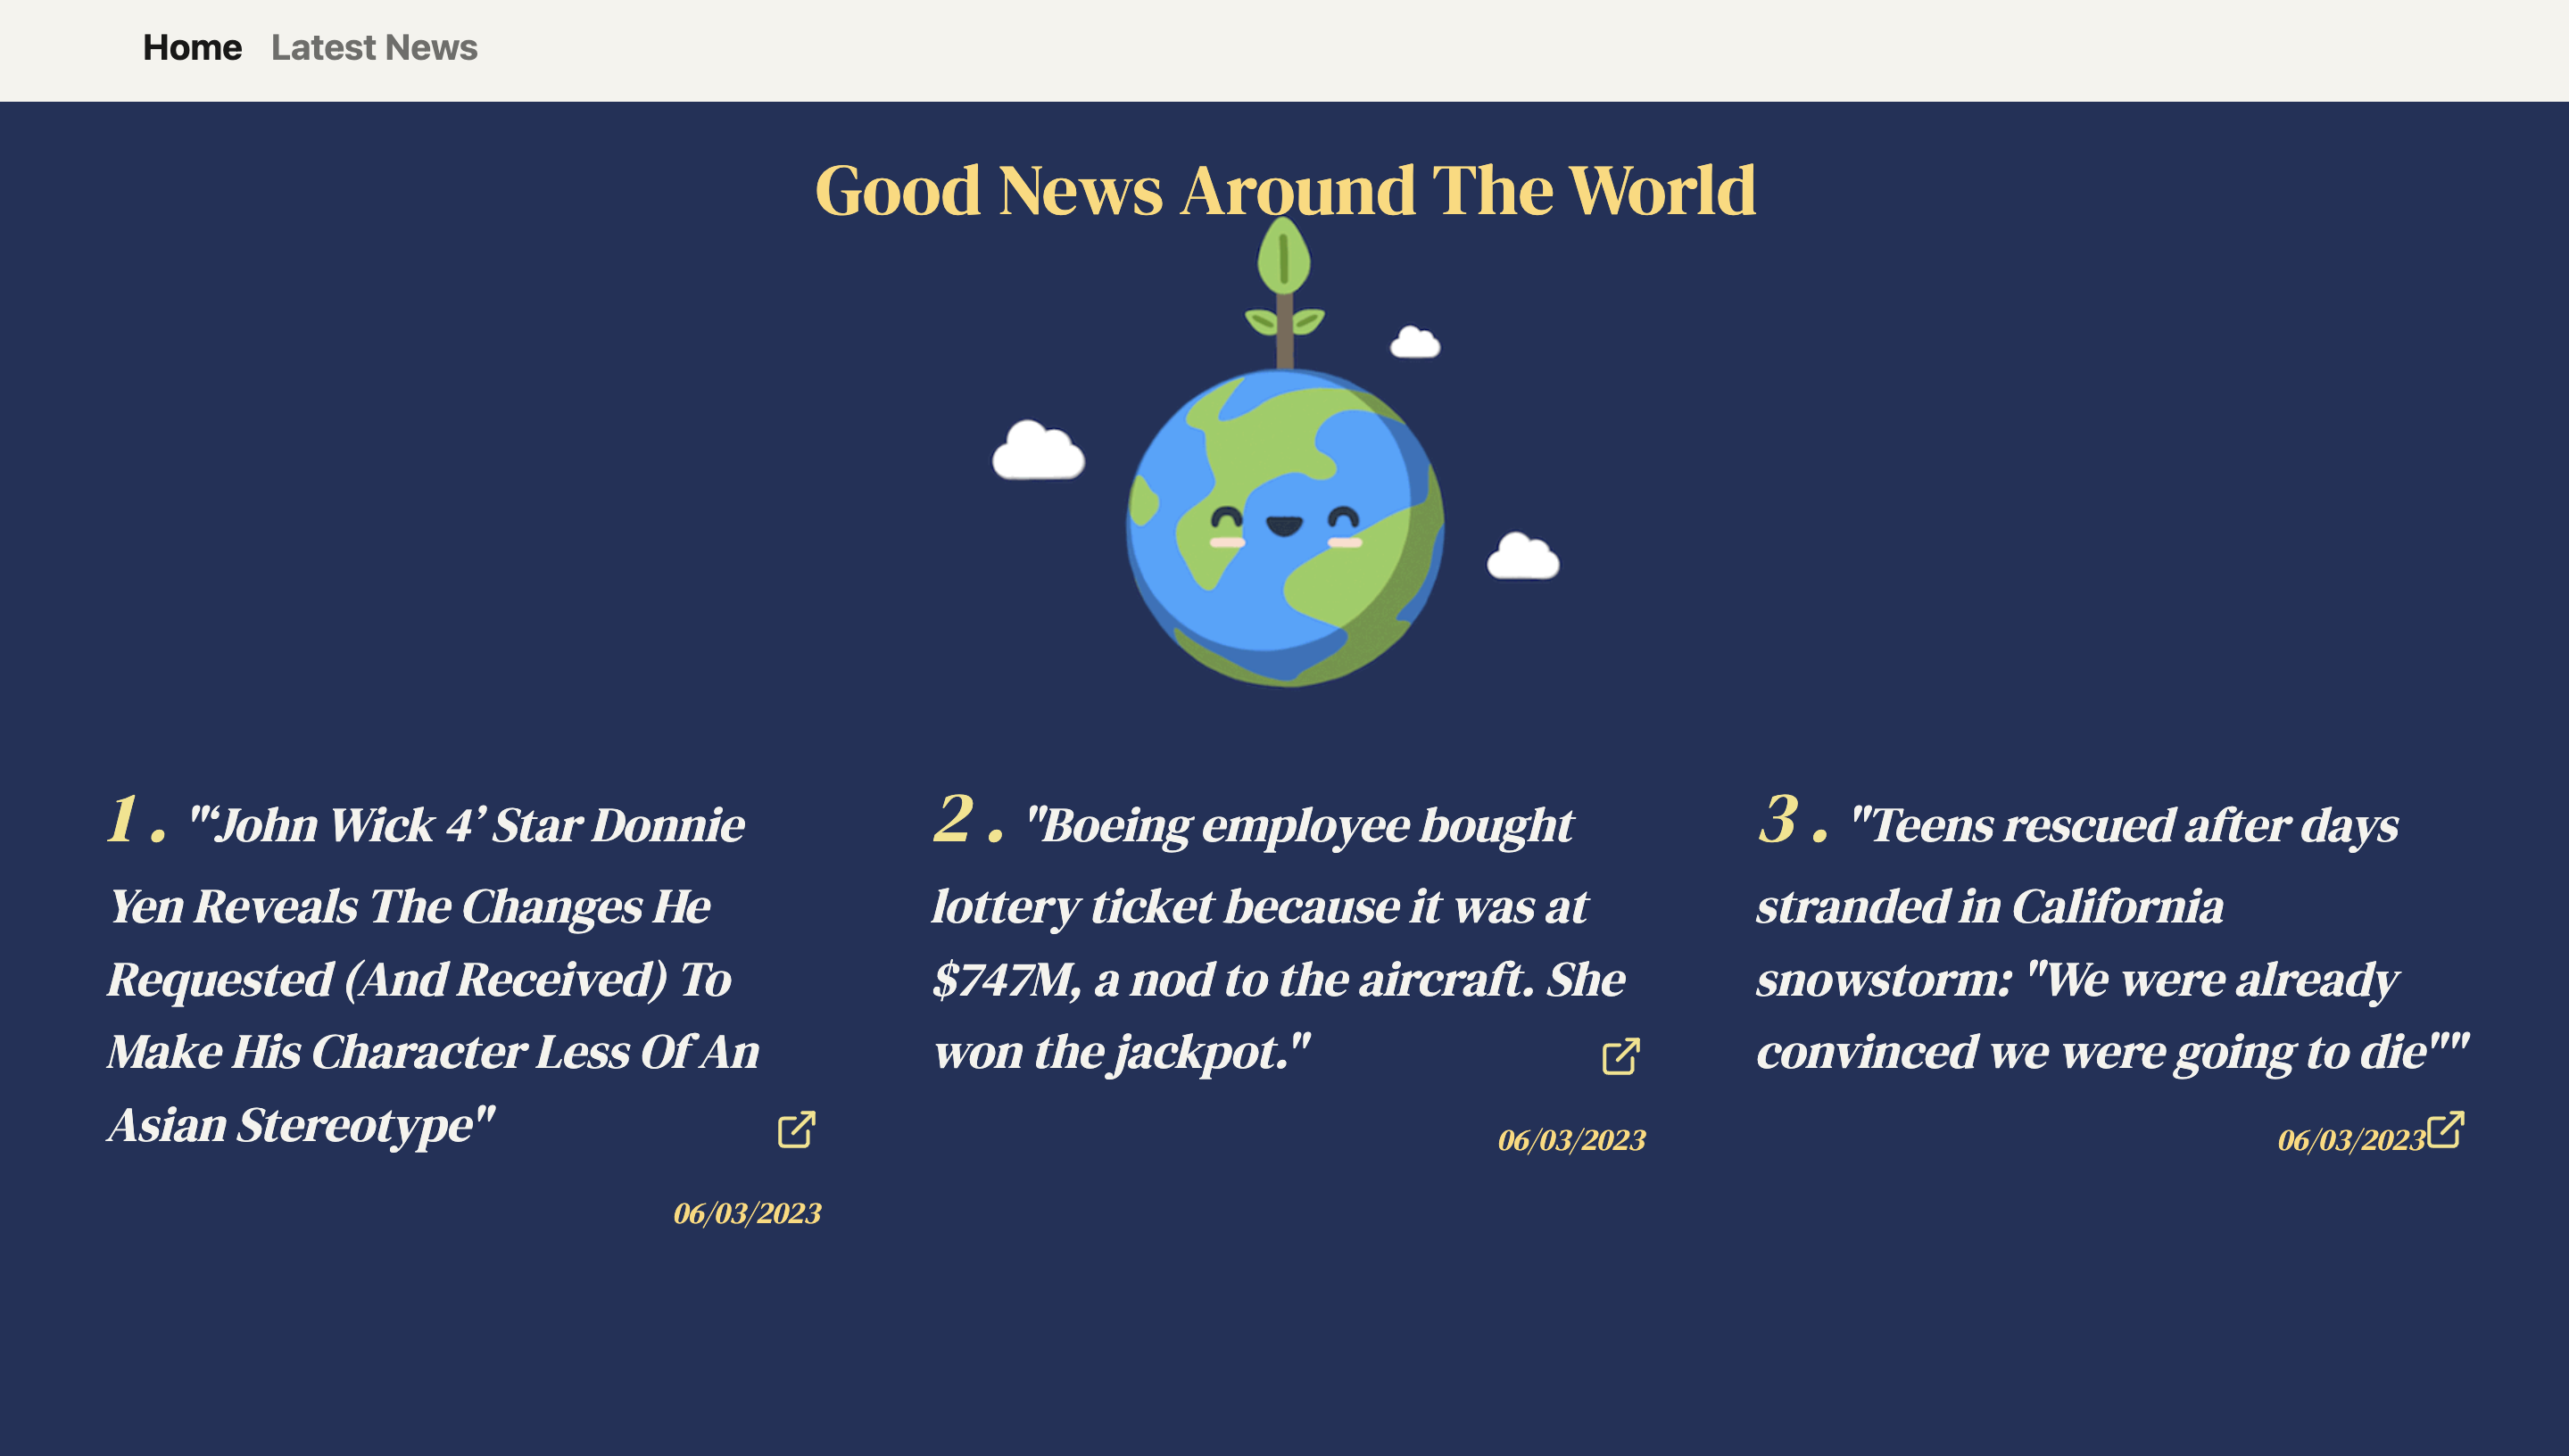 Home Latest News
Good News Around The World
1. "‘John Wick 4’ Star Donnie
Yen Reveals The Changes He
Requested (And Received) To
Make His Character Less Of An
Asian Stereotype"
06/03/2023
2. "Boeing employee bought
lottery ticket because it was at
$747M, a nod to the aircraft. She
won the jackpot."
06/03/2023
3. "Teens rescued after days
stranded in California
snowstorm: "We were already
convinced we were going to die""
06/03/2023